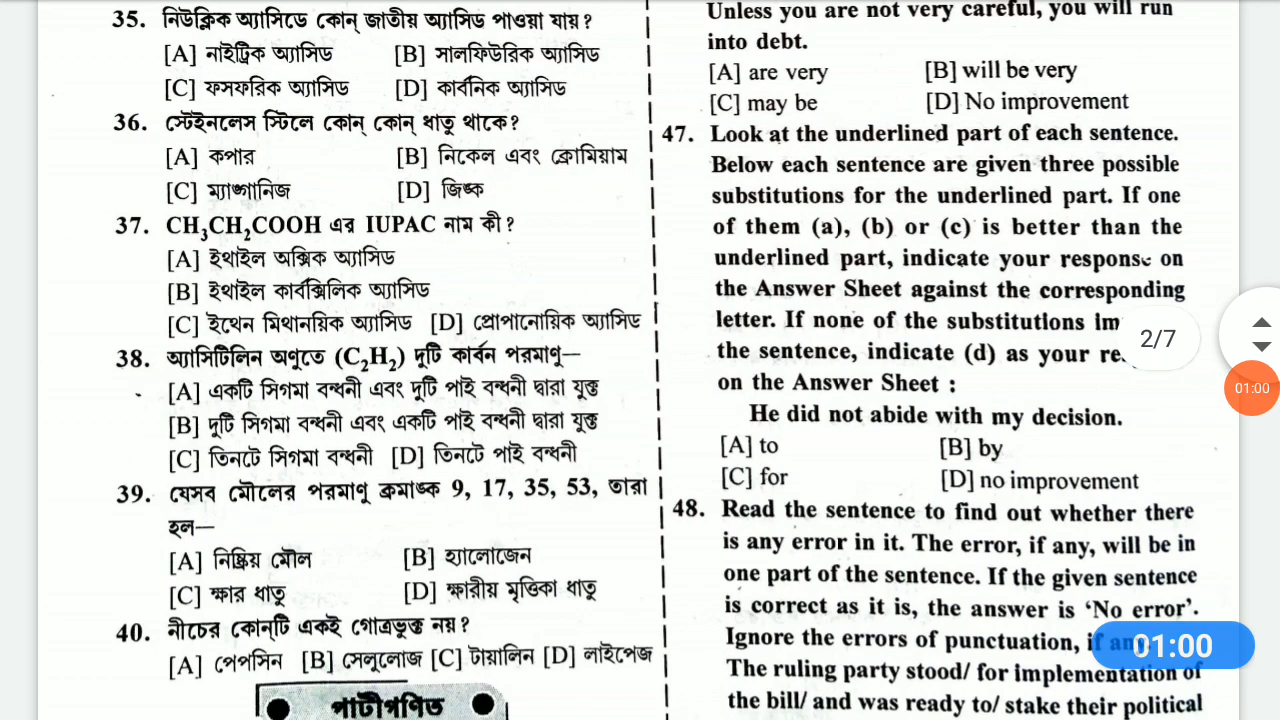 35. নিউক্লিক অ্যাসিডে কোন্ জাতীয় অ্যাসিড পাওয়া যায়?
[A] নাইট্রিক অ্যাসিড [B] সালফিউরিক অ্যাসিড
[C] ফসফরিক অ্যাসিড [D] কার্বনিক অ্যাসিড
36. স্টেইনলেস স্টিলে কোন্ কোন্ ধাতু থাকে?
[A] কপার [B] নিকেল এবং ক্রোমিয়াম
[C] ম্যাঙ্গানিজ [D] জিঙ্ক
37. CH₃CH₂COOH এর IUPAC নাম কী?
[A] ইথাইল অক্সিক অ্যাসিড
[B] ইথাইল কার্বক্সিলিক অ্যাসিড
[C] ইথেন মিথানয়িক অ্যাসিড [D] প্রোপানোয়িক অ্যাসিড
38. অ্যাসিটিলিন অণুতে (C₂H₂) দুটি কার্বন পরমাণু—
[A] একটি সিগমা বন্ধনী এবং দুটি পাই বন্ধনী দ্বারা যুক্ত
[B] দুটি সিগমা বন্ধনী এবং একটি পাই বন্ধনী দ্বারা যুক্ত
[C] তিনটে সিগমা বন্ধনী [D] তিনটে পাই বন্ধনী
39. যেসব মৌলের পরমাণু ক্রমাঙ্ক 9, 17, 35, 53, তারা
হল—
[A] নিষ্ক্রিয় মৌল [B] হ্যালোজেন
[C] ক্ষার ধাতু [D] ক্ষারীয় মৃত্তিকা ধাতু
40. নীচের কোন্‌টি একই গোত্রভুক্ত নয়?
[A] পেপসিন [B] সেলুলোজ [C] টায়ালিন [D] লাইপেজ
পাটীগণিত
Unless you are not very careful, you will run
into debt.
[A] are very [B] will be very
[C] may be [D] No improvement
47. Look at the underlined part of each sentence.
Below each sentence are given three possible
substitutions for the underlined part. If one
of them (a), (b) or (c) is better than the
underlined part, indicate your response on
the Answer Sheet against the corresponding
letter. If none of the substitutions im
the sentence, indicate (d) as your re
on the Answer Sheet :
He did not abide with my decision.
[A] to [B] by
[C] for [D] no improvement
48. Read the sentence to find out whether there
is any error in it. The error, if any, will be in
one part of the sentence. If the given sentence
is correct as it is, the answer is ‘No error’.
Ignore the errors of punctuation, if an
The ruling party stood/ for implementation of
the bill/ and was ready to/ stake their political
2/7
01:00
01:00